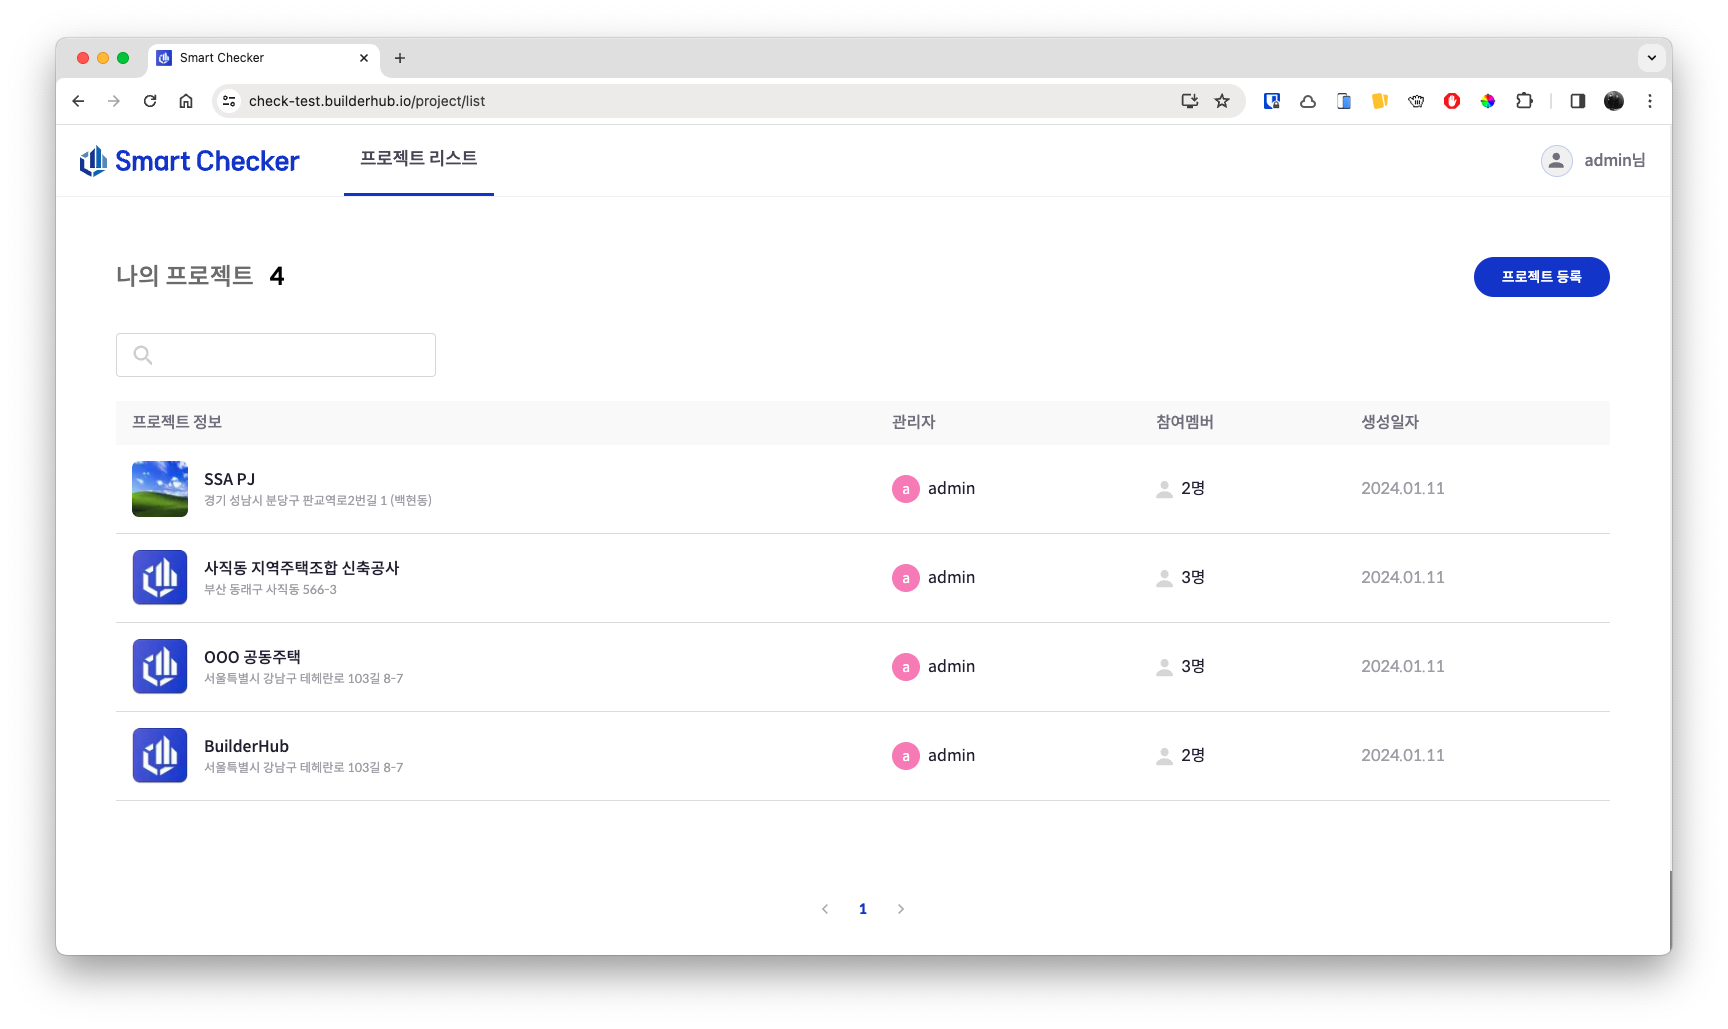 Smart Checker
check-test.builderhub.io/project/list
Smart Checker
프로젝트 리스트
admin님
나의 프로젝트 4
프로젝트 등록
프로젝트 정보 관리자 참여멤버 생성일자
SSA PJ
경기 성남시 분당구 판교역로2번길 1 (백현동)
a admin 2명 2024.01.11
사직동 지역주택조합 신축공사
부산 동래구 사직동 566-3
a admin 3명 2024.01.11
OOO 공동주택
서울특별시 강남구 테헤란로 103길 8-7
a admin 3명 2024.01.11
BuilderHub
서울특별시 강남구 테헤란로 103길 8-7
a admin 2명 2024.01.11
1